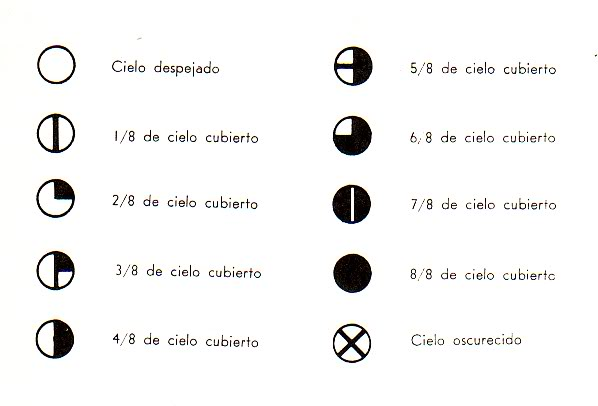 Cielo despejado
1/8 de cielo cubierto
2/8 de cielo cubierto
3/8 de cielo cubierto
4/8 de cielo cubierto
5/8 de cielo cubierto
6/8 de cielo cubierto
7/8 de cielo cubierto
8/8 de cielo cubierto
Cielo oscurecido